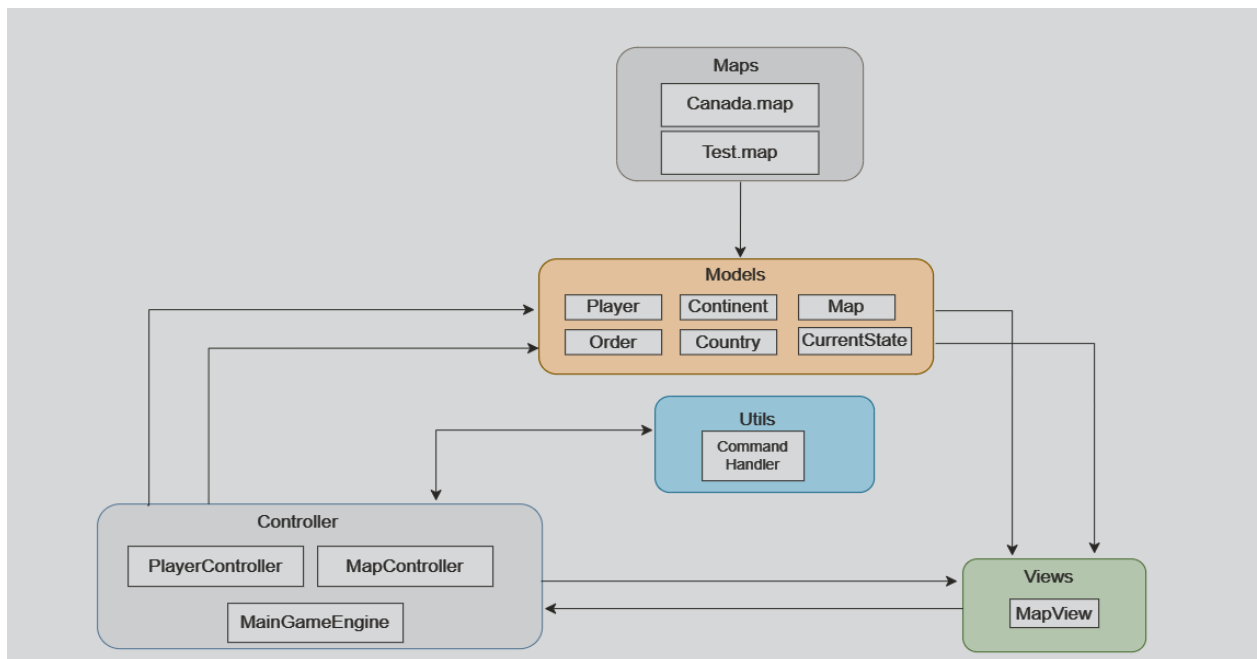 Maps
Canada.map
Test.map
Models
Player
Continent
Map
Order
Country
CurrentState
Utils
Command
Handler
Controller
PlayerController
MapController
MainGameEngine
Views
MapView